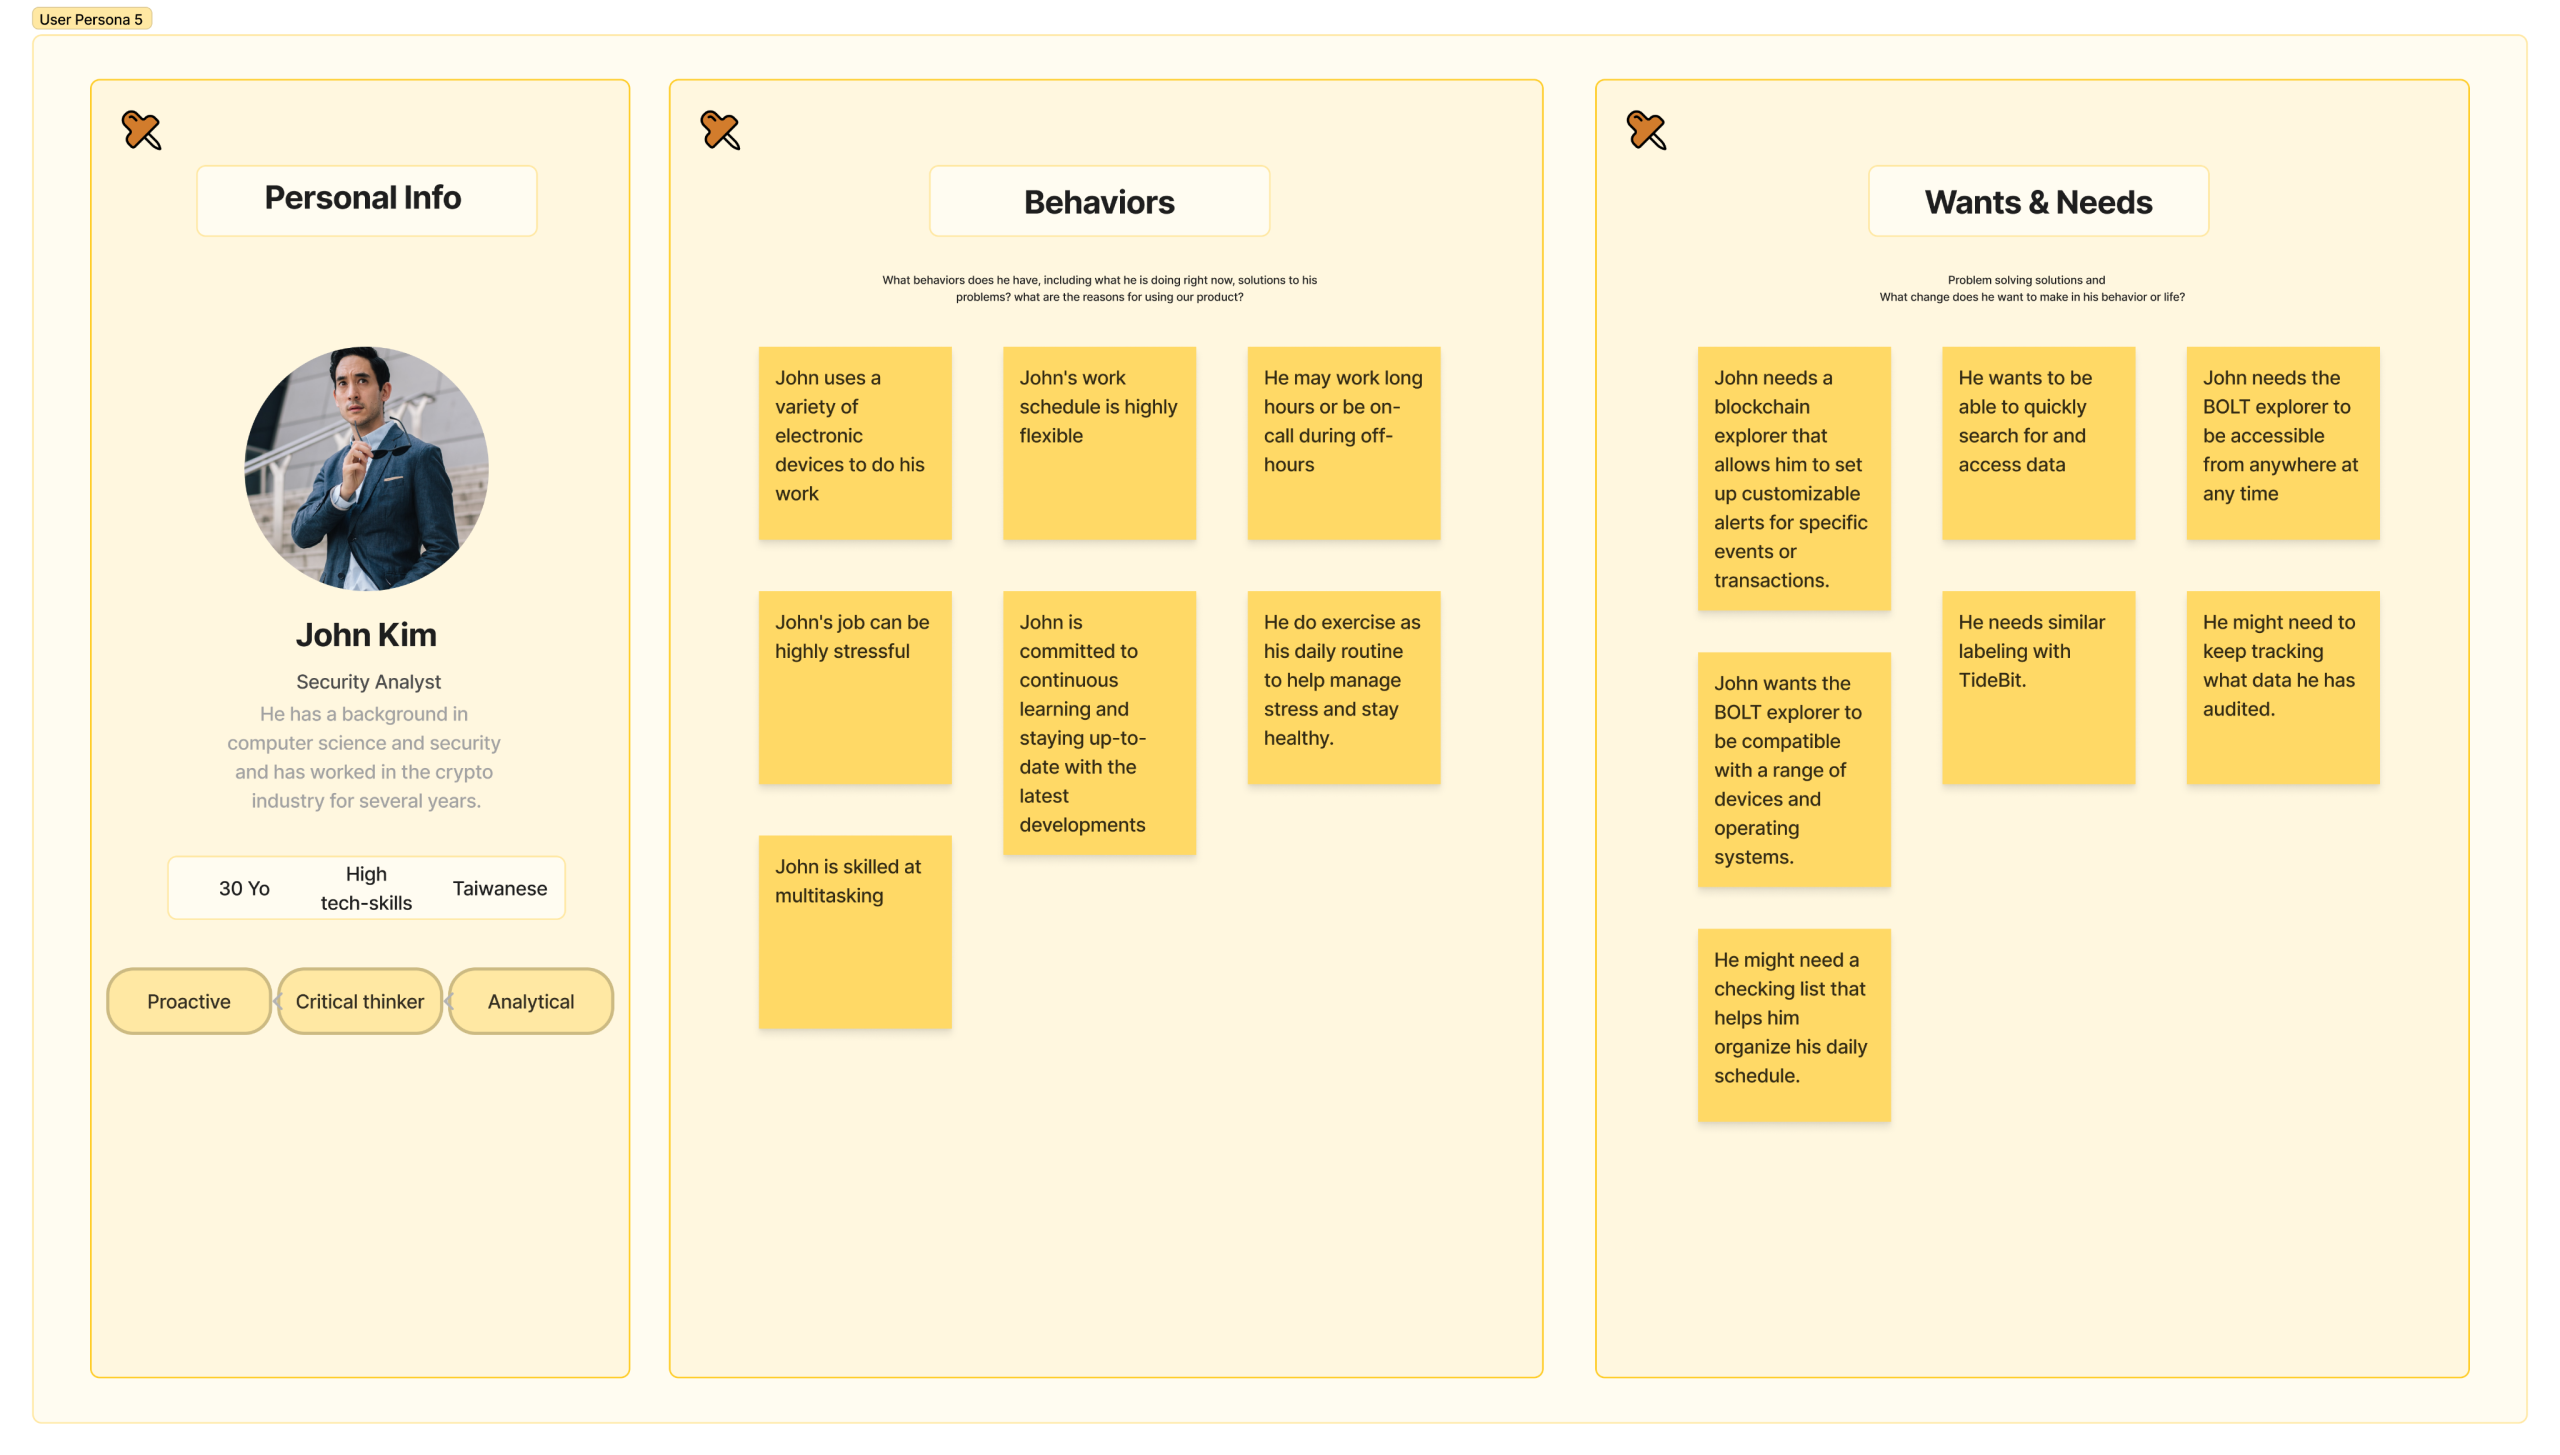 User Persona 5
Personal Info
John Kim
Security Analyst
He has a background in
computer science and security
and has worked in the crypto
industry for several years.
30 Yo
High
tech-skills
Taiwanese
Proactive
Critical thinker
Analytical
Behaviors
What behaviors does he have, including what he is doing right now, solutions to his
problems? what are the reasons for using our product?
John uses a
variety of
electronic
devices to do his
work
John's work
schedule is highly
flexible
He may work long
hours or be on-
call during off-
hours
John's job can be
highly stressful
John is
committed to
continuous
learning and
staying up-to-
date with the
latest
developments
He do exercise as
his daily routine
to help manage
stress and stay
healthy.
John is skilled at
multitasking
Wants & Needs
Problem solving solutions and
What change does he want to make in his behavior or life?
John needs a
blockchain
explorer that
allows him to set
up customizable
alerts for specific
events or
transactions.
He wants to be
able to quickly
search for and
access data
John needs the
BOLT explorer to
be accessible
from anywhere at
any time
John wants the
BOLT explorer to
be compatible
with a range of
devices and
operating
systems.
He needs similar
labeling with
TideBit.
He might need to
keep tracking
what data he has
audited.
He might need a
checking list that
helps him
organize his daily
schedule.